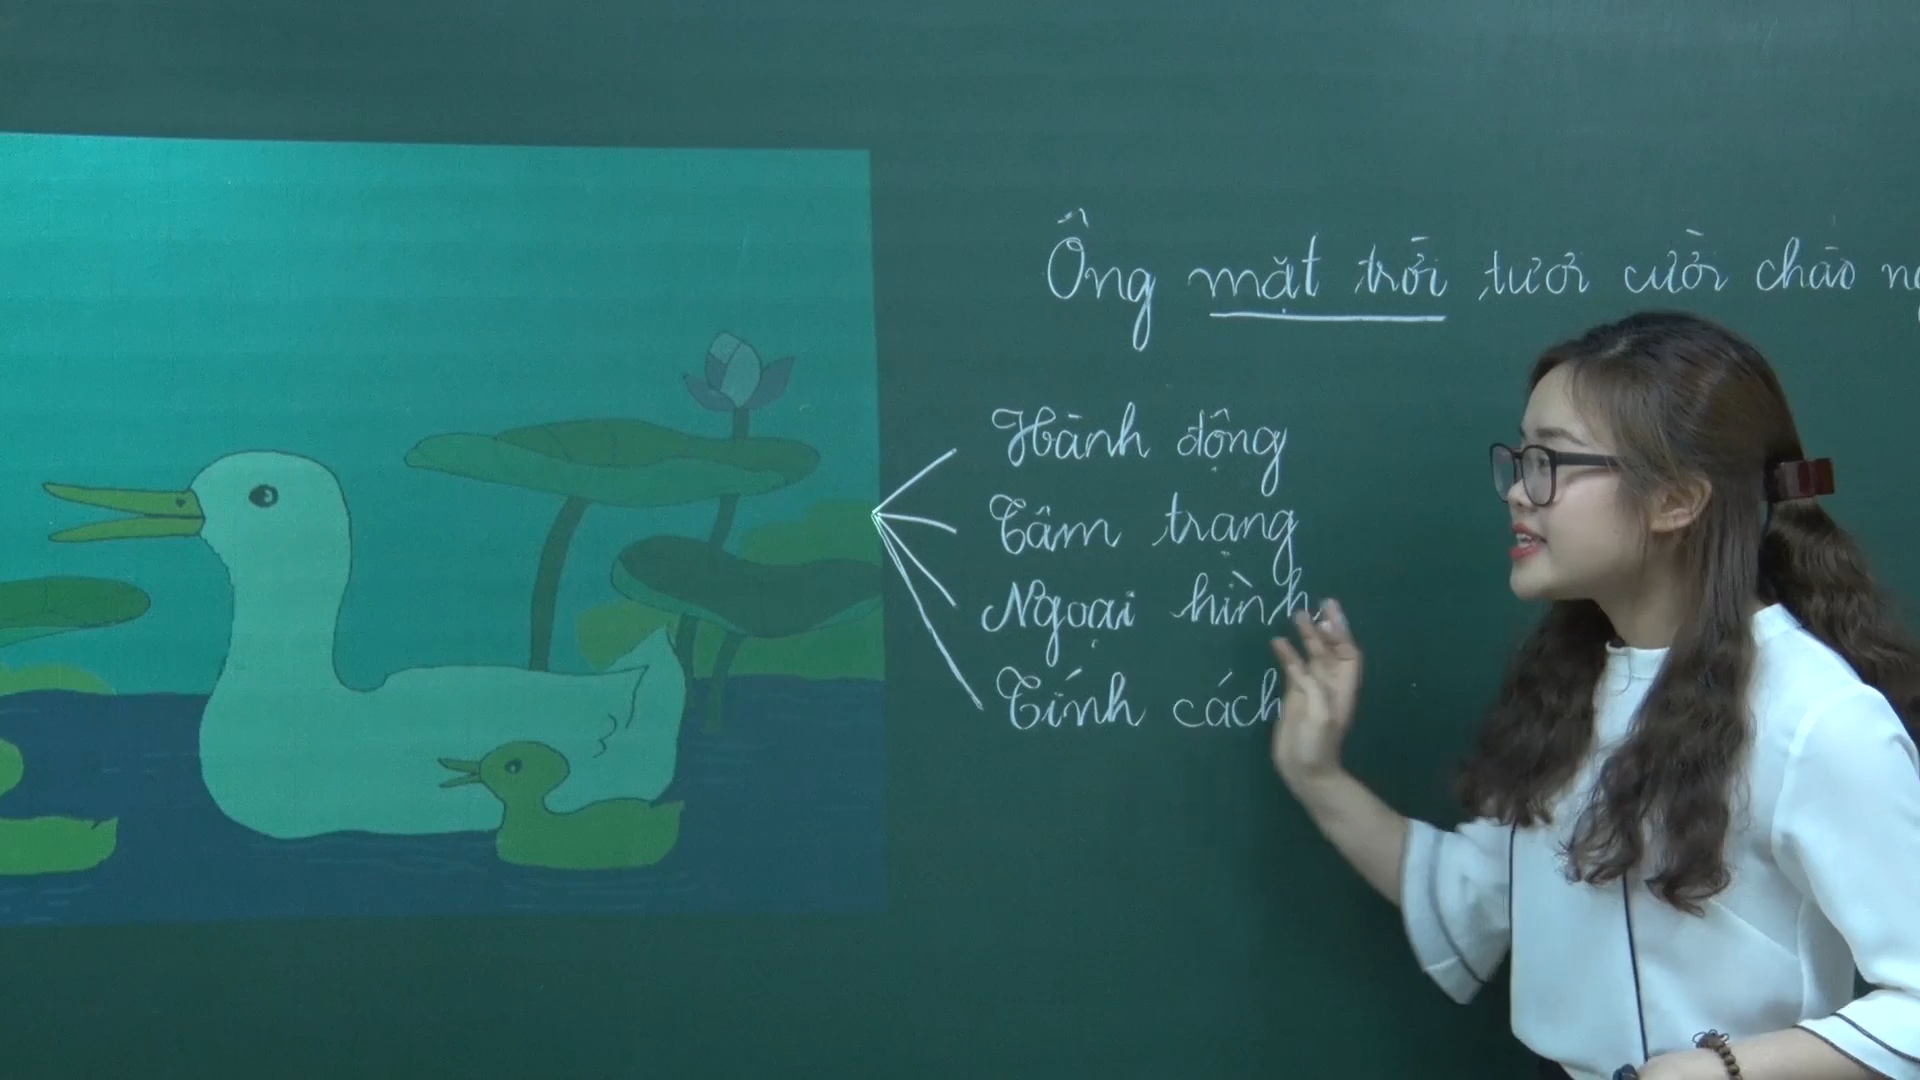 Ông mặt trời tươi cười chào
Hành động
Tâm trạng
Ngoại hình
Tính cách